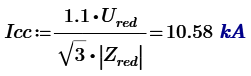 Icc := (1.1 • U_red) / (√3 • |Z_red|) = 10.58 kA